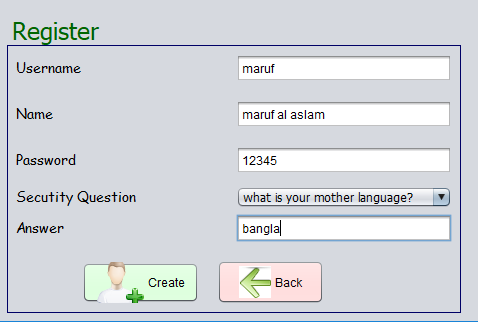 Register
Username maruf
Name maruf al aslam
Password 12345
Secutity Question what is your mother language?
Answer bangla
Create Back